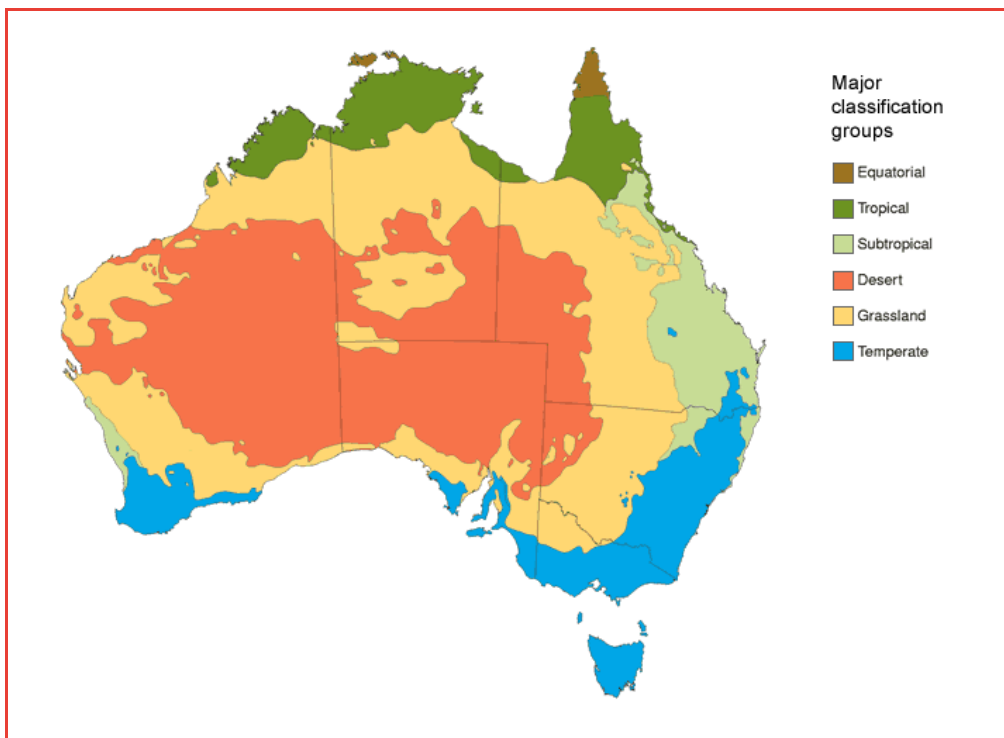 Major
classification
groups
Equatorial
Tropical
Subtropical
Desert
Grassland
Temperate